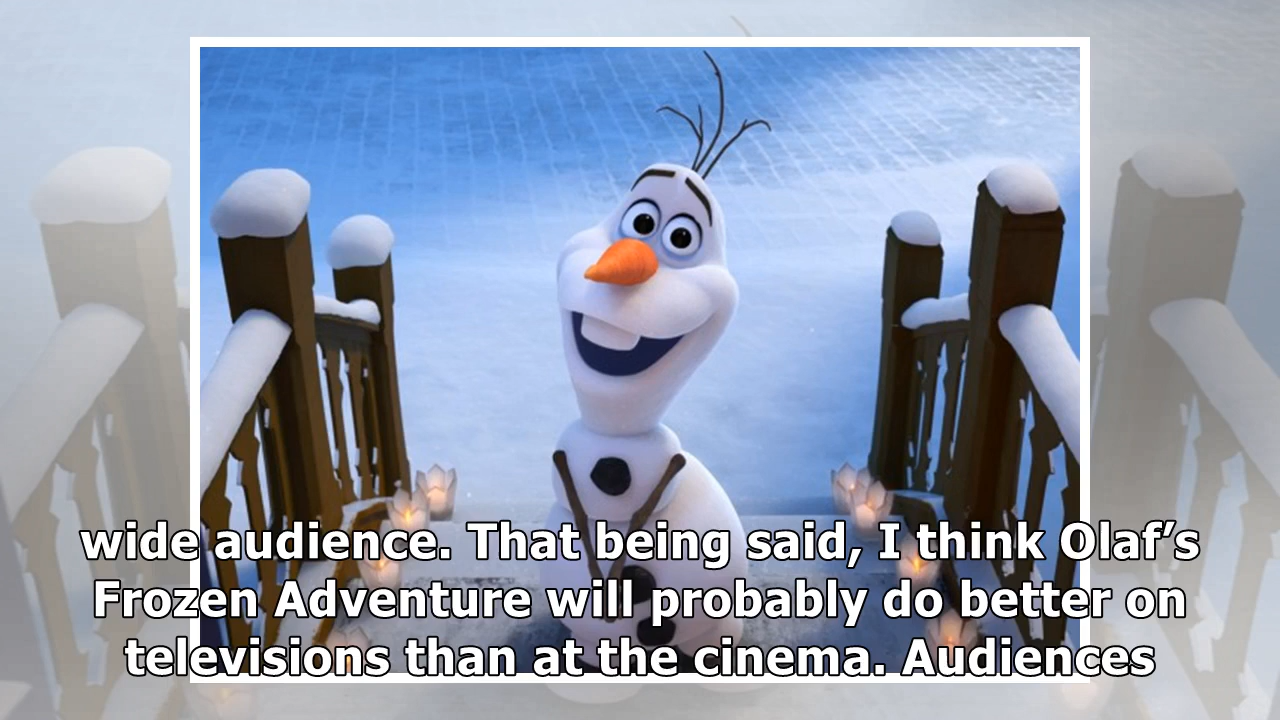 wide audience. That being said, I think Olaf’s
Frozen Adventure will probably do better on
televisions than at the cinema. Audiences